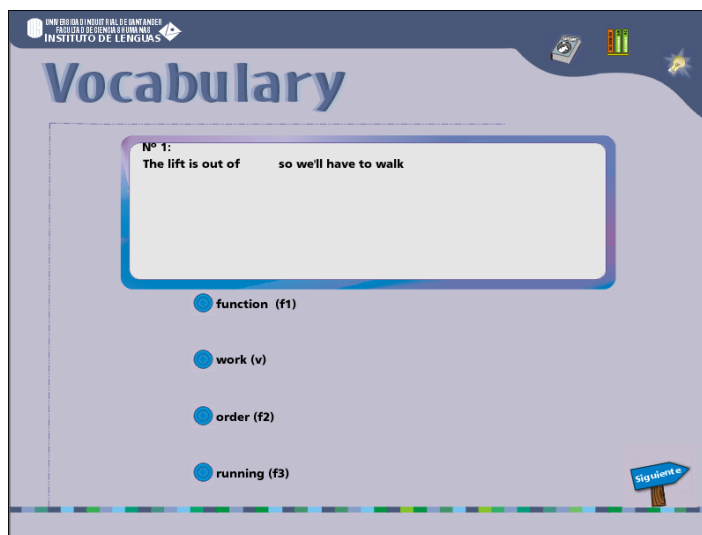 UNIVERSIDAD INDUSTRIAL DE SANTANDER
FACULTAD DE CIENCIAS HUMANAS
INSTITUTO DE LENGUAS
Vocabulary
Nº 1:
The lift is out of so we'll have to walk
function (f1)
work (v)
order (f2)
running (f3)
Siguiente